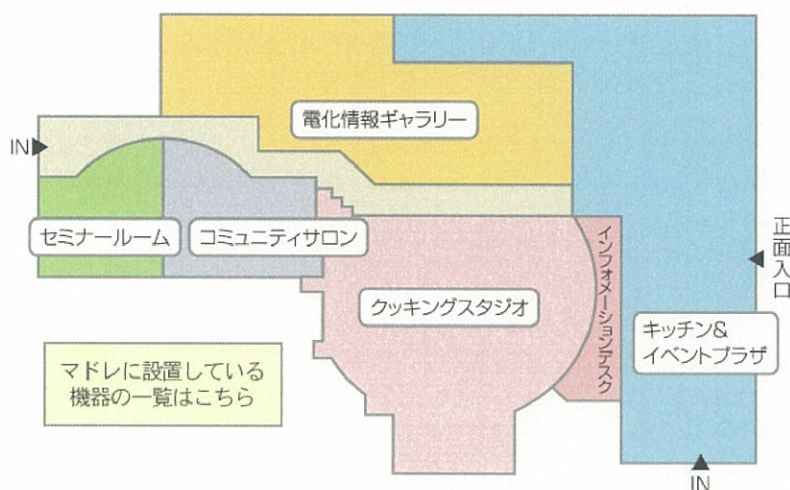 電化情報ギャラリー
IN
セミナールーム
コミュニティサロン
インフォメーションデスク
正面入口
クッキングスタジオ
キッチン&
イベントプラザ
マドレに設置している
機器の一覧はこちら
IN